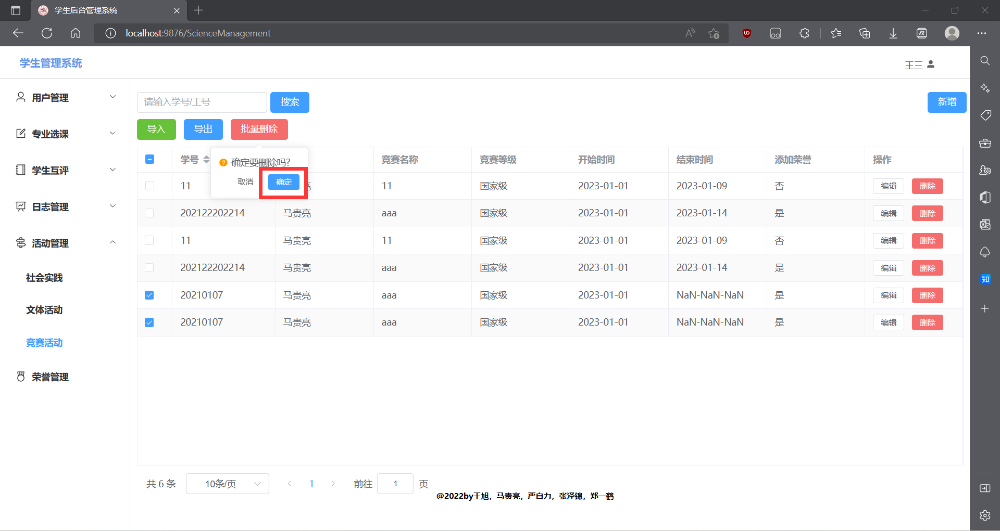 学生后台管理系统
localhost:9876/ScienceManagement
学生管理系统
王三
用户管理
专业选课
学生互评
日志管理
活动管理
社会实践
文体活动
竞赛活动
荣誉管理
请输入学号/工号 搜索 新增
导入 导出 批量删除
确定要删除吗?
取消 确定
学号 竞赛名称 竞赛等级 开始时间 结束时间 添加荣誉 操作
11 11 国家级 2023-01-01 2023-01-09 否 编辑 删除
202122202214 马贵亮 aaa 国家级 2023-01-01 2023-01-14 是 编辑 删除
11 马贵亮 11 国家级 2023-01-01 2023-01-09 否 编辑 删除
202122202214 马贵亮 aaa 国家级 2023-01-01 2023-01-14 是 编辑 删除
20210107 马贵亮 aaa 国家级 2023-01-01 NaN-NaN-NaN 是 编辑 删除
20210107 马贵亮 aaa 国家级 2023-01-01 NaN-NaN-NaN 是 编辑 删除
共 6 条 10条/页 1 前往 1 页
@2022by王旭，马贵亮，严自力，张泽锦，郑一鹤
知